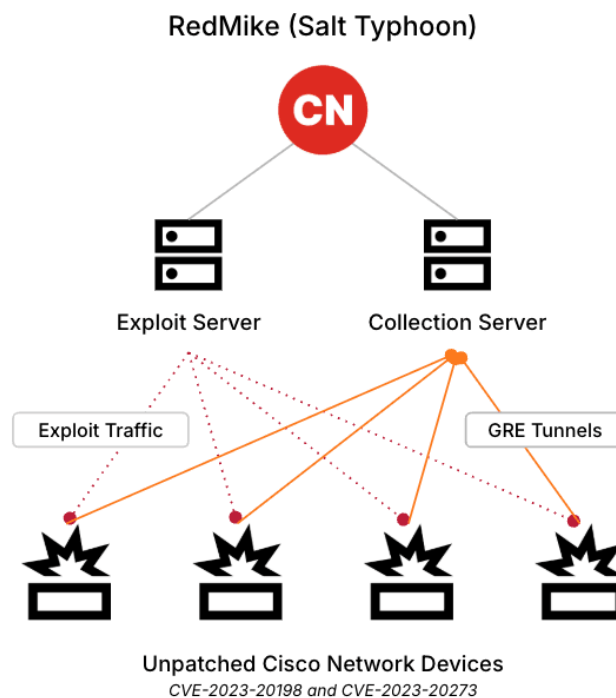 RedMike (Salt Typhoon)
CN
Exploit Server
Collection Server
Exploit Traffic
GRE Tunnels
Unpatched Cisco Network Devices
CVE-2023-20198 and CVE-2023-20273